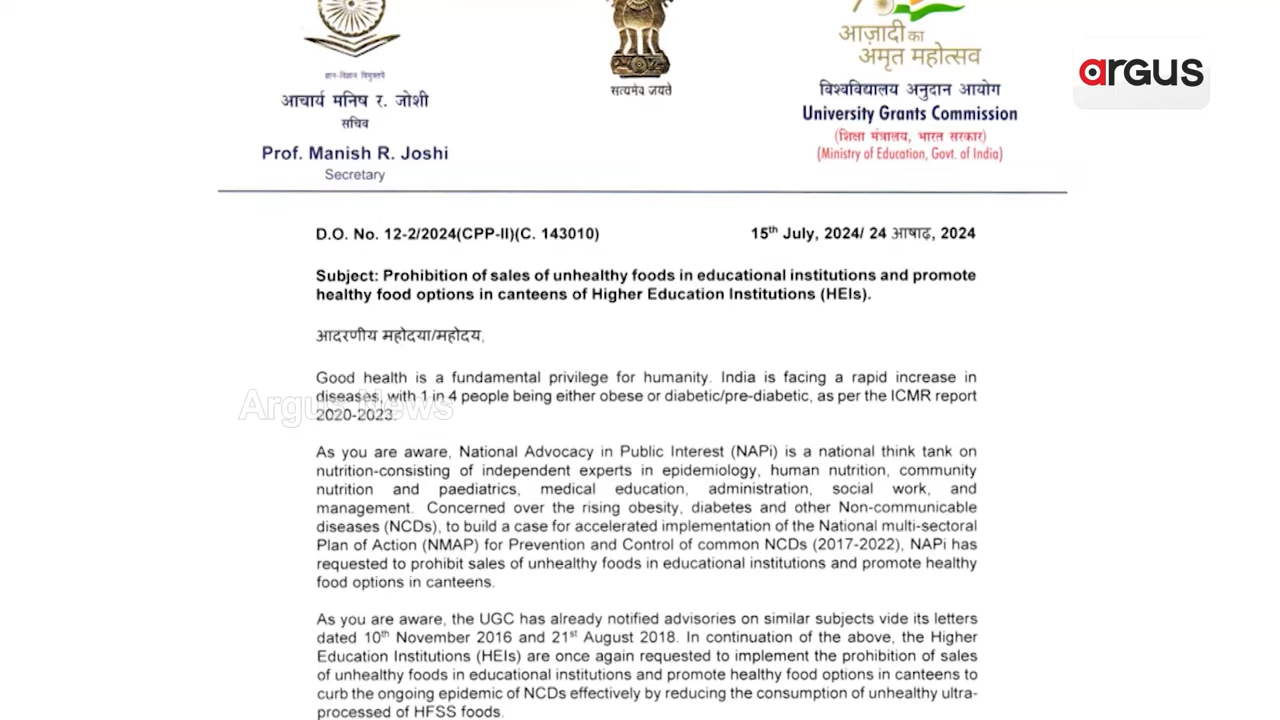 ज्ञान-विज्ञान विमुक्तये
आचार्य मनिष र. जोशी
सचिव
Prof. Manish R. Joshi
Secretary
सत्यमेव जयते
आज़ादी का
अमृत महोत्सव
विश्वविद्यालय अनुदान आयोग
University Grants Commission
(शिक्षा मंत्रालय, भारत सरकार)
(Ministry of Education, Govt. of India)
argus
D.O. No. 12-2/2024(CPP-II)(C. 143010) 15th July, 2024/ 24 आषाढ़, 2024
Subject: Prohibition of sales of unhealthy foods in educational institutions and promote
healthy food options in canteens of Higher Education Institutions (HEIs).
आदरणीय महोदया/महोदय,
Good health is a fundamental privilege for humanity. India is facing a rapid increase in
diseases, with 1 in 4 people being either obese or diabetic/pre-diabetic, as per the ICMR report
2020-2023.
Argus News
As you are aware, National Advocacy in Public Interest (NAPi) is a national think tank on
nutrition-consisting of independent experts in epidemiology, human nutrition, community
nutrition and paediatrics, medical education, administration, social work, and
management. Concerned over the rising obesity, diabetes and other Non-communicable
diseases (NCDs), to build a case for accelerated implementation of the National multi-sectoral
Plan of Action (NMAP) for Prevention and Control of common NCDs (2017-2022), NAPi has
requested to prohibit sales of unhealthy foods in educational institutions and promote healthy
food options in canteens.
As you are aware, the UGC has already notified advisories on similar subjects vide its letters
dated 10th November 2016 and 21st August 2018. In continuation of the above, the Higher
Education Institutions (HEIs) are once again requested to implement the prohibition of sales
of unhealthy foods in educational institutions and promote healthy food options in canteens to
curb the ongoing epidemic of NCDs effectively by reducing the consumption of unhealthy ultra-
processed of HFSS foods.